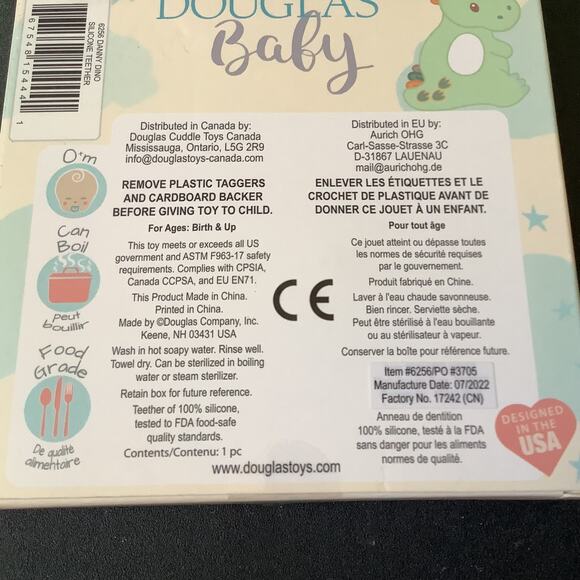 DOUGLAS
Baby
6256 DANNY DINO
SILICONE TEETHER
67548 15444 1
0+m
Can
Boil
Peut
bouillir
Food
Grade
De qualité
alimentaire
Distributed in Canada by:
Douglas Cuddle Toys Canada
Mississauga, Ontario, L5G 2R9
info@douglastoys-canada.com
REMOVE PLASTIC TAGGERS
AND CARDBOARD BACKER
BEFORE GIVING TOY TO CHILD.
For Ages: Birth & Up
This toy meets or exceeds all US
government and ASTM F963-17 safety
requirements. Complies with CPSIA,
Canada CCPSA, and EU EN71.
This Product Made in China.
Printed in China.
Made by ©Douglas Company, Inc.
Keene, NH 03431 USA
Wash in hot soapy water. Rinse well.
Towel dry. Can be sterilized in boiling
water or steam sterilizer.
Retain box for future reference.
Teether of 100% silicone,
tested to FDA food-safe
quality standards.
Contents/Contenu: 1 pc
CE
Distributed in EU by:
Aurich OHG
Carl-Sasse-Strasse 3C
D-31867 LAUENAU
mail@aurichohg.de
ENLEVER LES ÉTIQUETTES ET LE
CROCHET DE PLASTIQUE AVANT DE
DONNER CE JOUET À UN ENFANT.
Pour tout âge
Ce jouet atteint ou dépasse toutes
les normes de sécurité requises
par le gouvernement.
Produit fabriqué en Chine.
Laver à l'eau chaude savonneuse.
Bien rincer. Serviette sèche.
Peut être stérilisé à l'eau bouillante
ou au stérilisateur à vapeur.
Conserver la boîte pour référence future.
Item #6256/PO #3705
Manufacture Date: 07/2022
Factory No. 17242 (CN)
Anneau de dentition
100% silicone, testé à la FDA
sans danger pour les aliments
normes de qualité.
www.douglastoys.com
DESIGNED
IN THE
USA